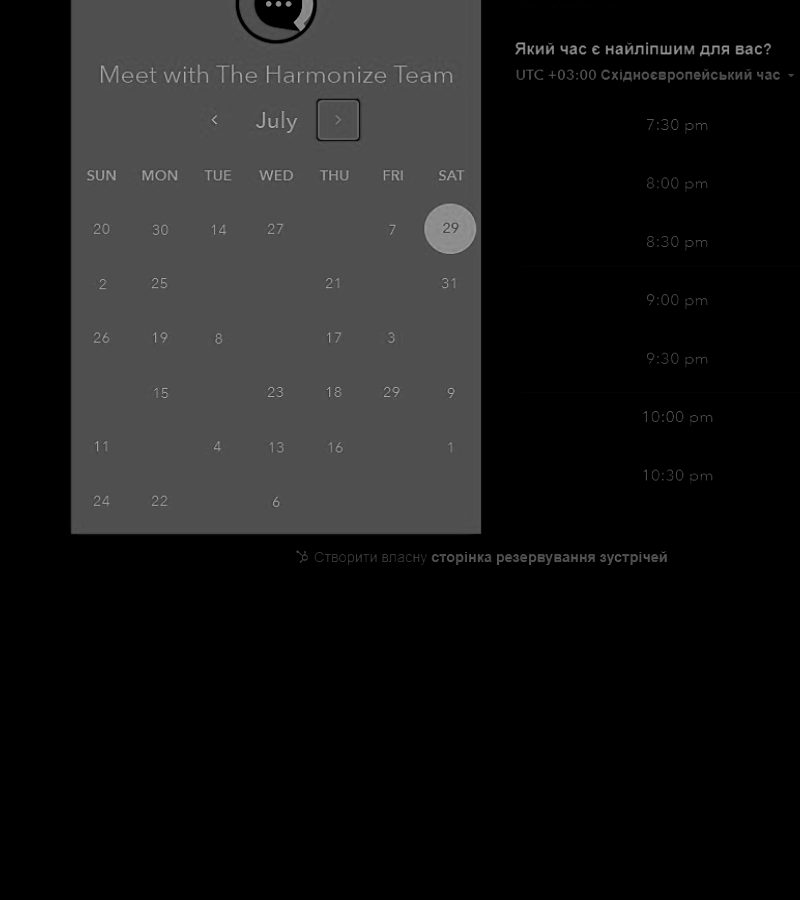 Meet with The Harmonize Team
July
SUN MON TUE WED THU FRI SAT
20 30 14 27 7 29
2 25 21 31
26 19 8 17 3
15 23 18 29 9
11 4 13 16 1
24 22 6
Який час є найліпшим для вас?
UTC +03:00 Східноєвропейський час
7:30 pm
8:00 pm
8:30 pm
9:00 pm
9:30 pm
10:00 pm
10:30 pm
Створити власну сторінка резервування зустрічей